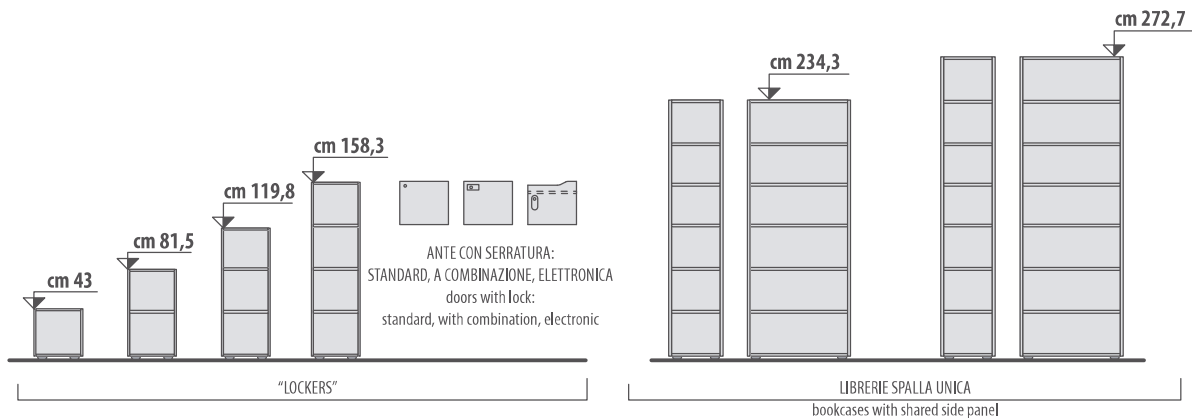 cm 43
cm 81,5
cm 119,8
cm 158,3
ANTE CON SERRATURA:
STANDARD, A COMBINAZIONE, ELETTRONICA
doors with lock:
standard, with combination, electronic
"LOCKERS"
cm 234,3
cm 272,7
LIBRERIE SPALLA UNICA
bookcases with shared side panel